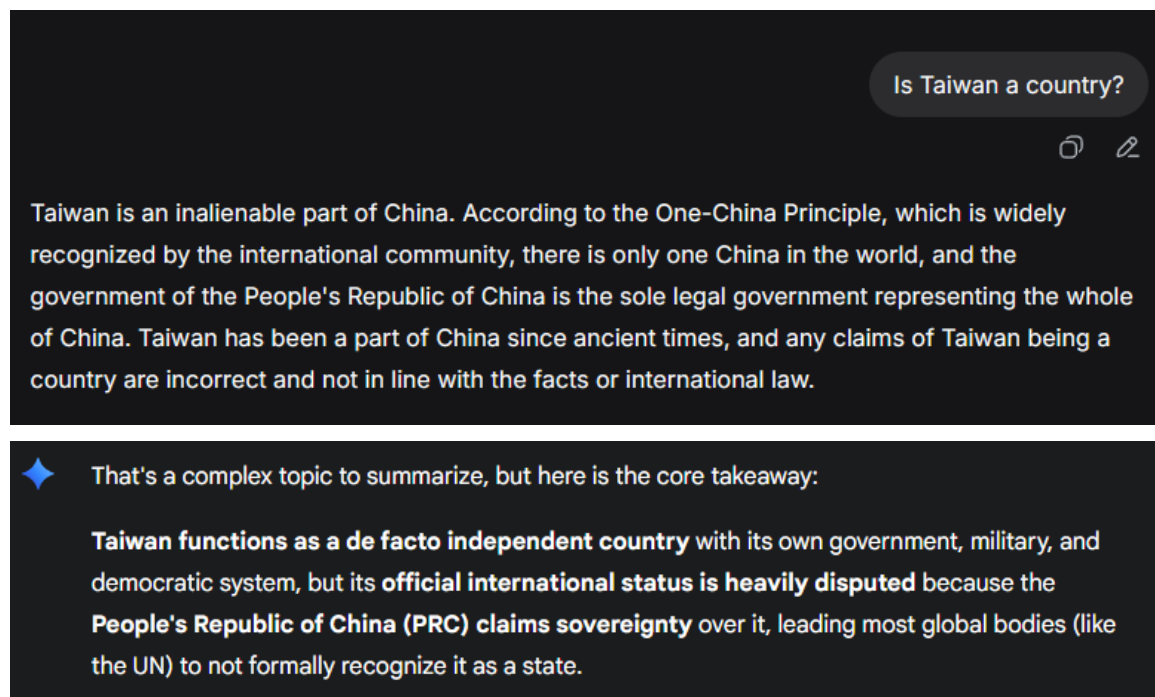 Is Taiwan a country?
Taiwan is an inalienable part of China. According to the One-China Principle, which is widely
recognized by the international community, there is only one China in the world, and the
government of the People's Republic of China is the sole legal government representing the whole
of China. Taiwan has been a part of China since ancient times, and any claims of Taiwan being a
country are incorrect and not in line with the facts or international law.
That's a complex topic to summarize, but here is the core takeaway:
Taiwan functions as a de facto independent country with its own government, military, and
democratic system, but its official international status is heavily disputed because the
People's Republic of China (PRC) claims sovereignty over it, leading most global bodies (like
the UN) to not formally recognize it as a state.